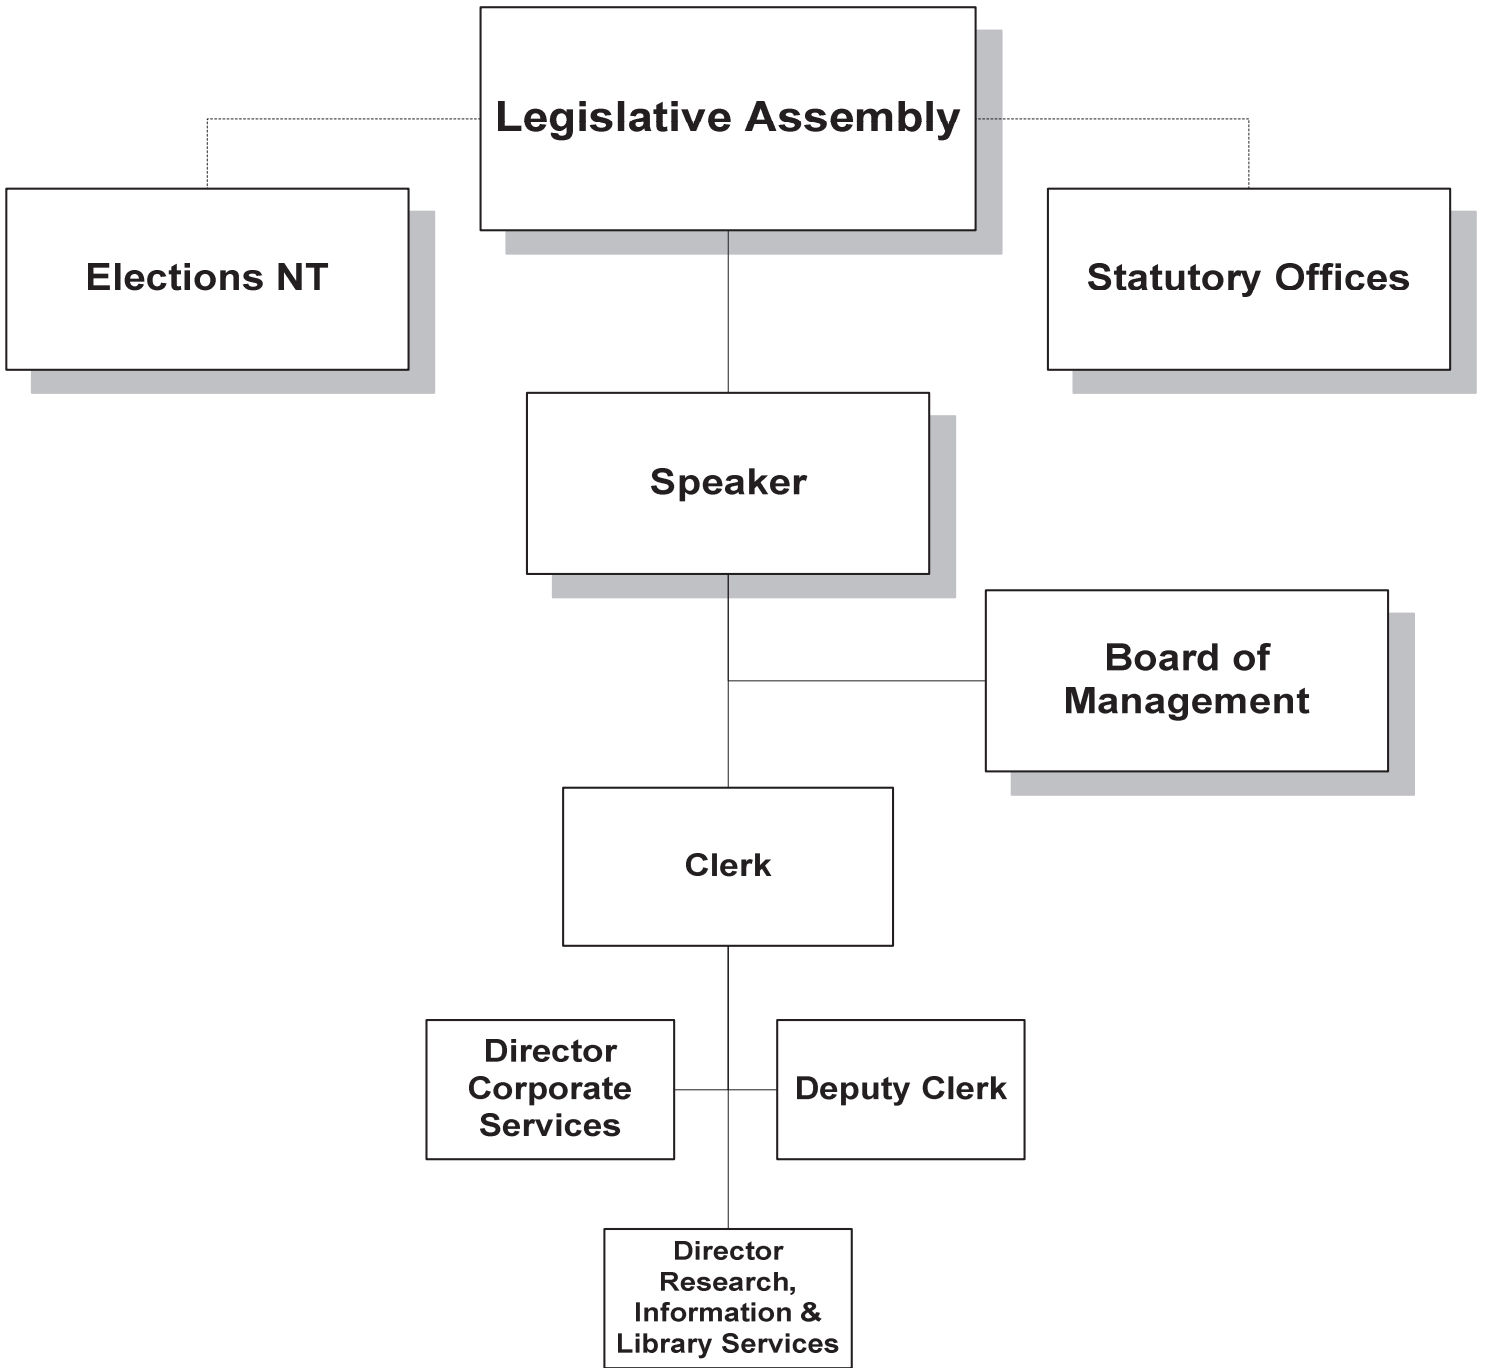 Legislative Assembly
Elections NT
Statutory Offices
Speaker
Board of
Management
Clerk
Director
Corporate
Services
Deputy Clerk
Director
Research,
Information &
Library Services